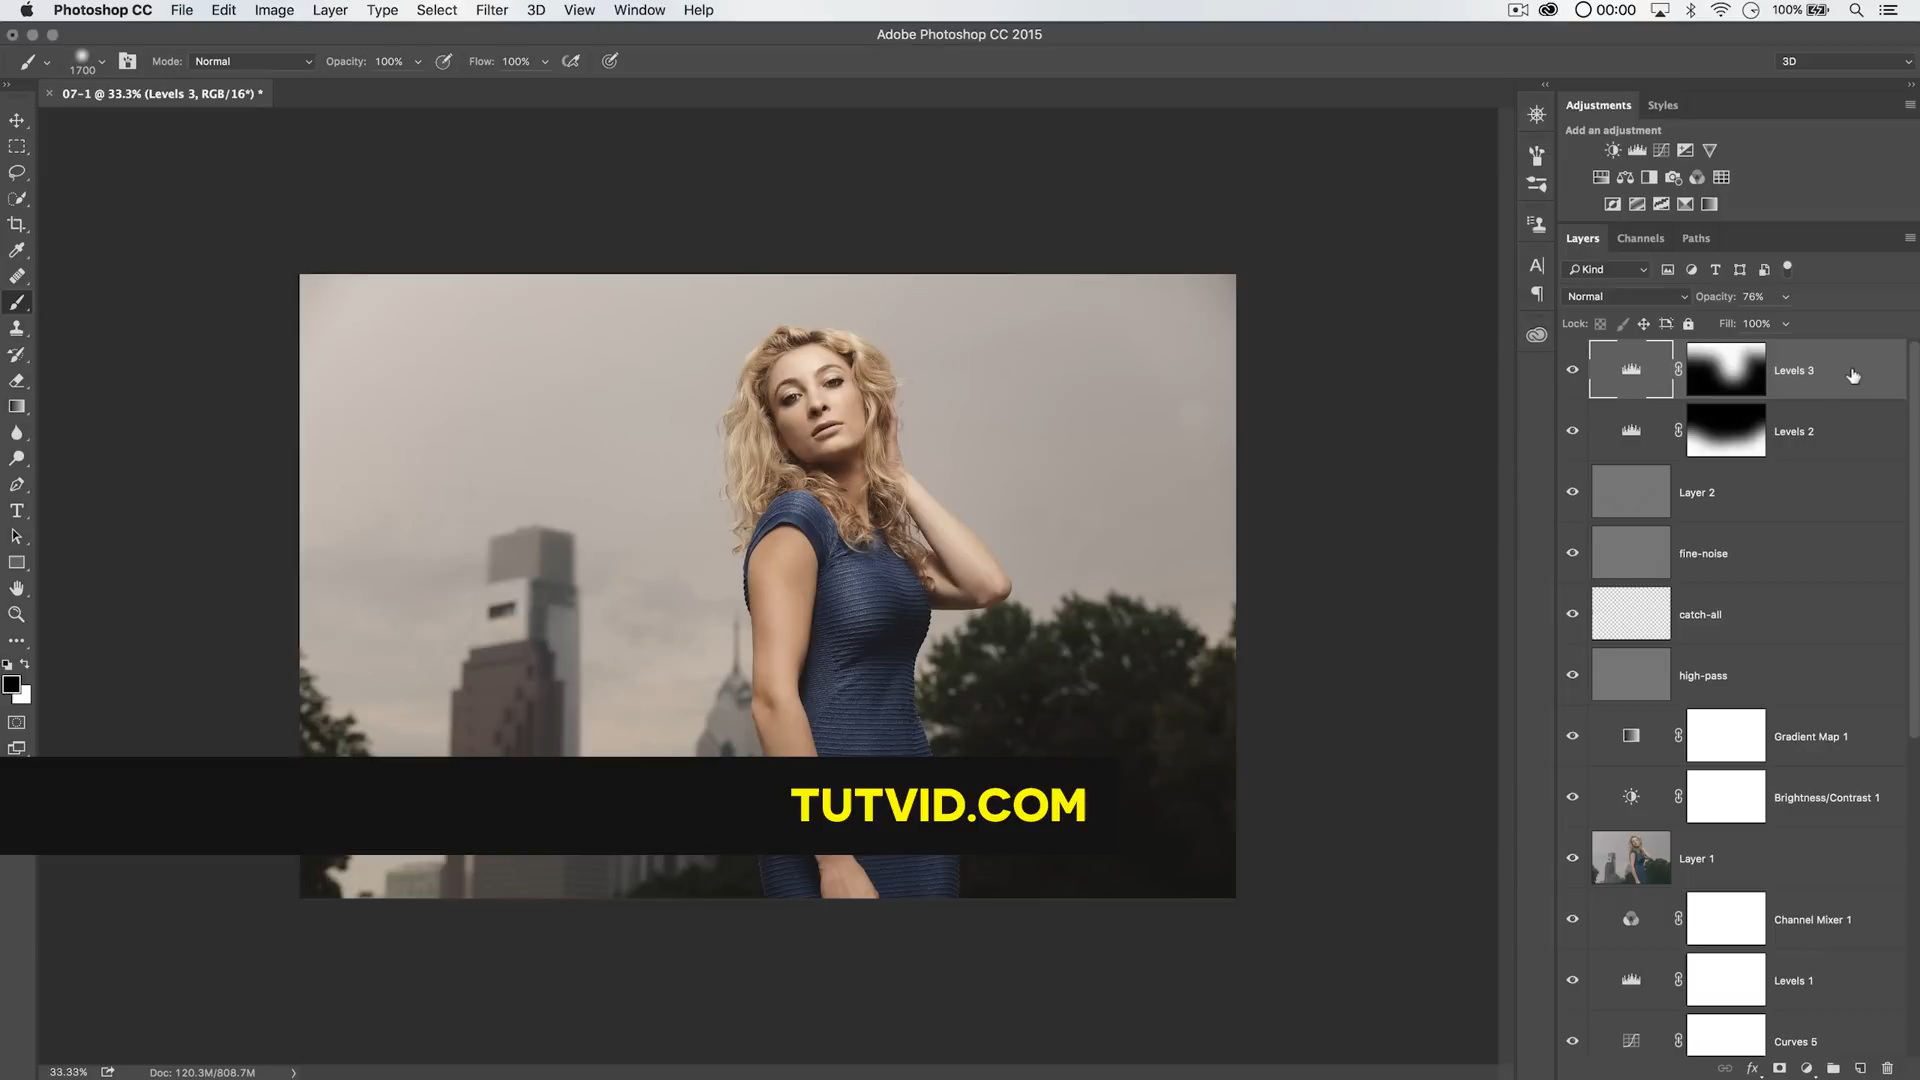 Photoshop CC File Edit Image Layer Type Select Filter 3D View Window Help 00:00 100%
Adobe Photoshop CC 2015
1700 Mode: Normal Opacity: 100% Flow: 100% 3D
07-1 @ 33.3% (Levels 3, RGB/16*) *
Adjustments Styles
Add an adjustment
Layers Channels Paths
Kind
Normal Opacity: 76%
Lock: Fill: 100%
Levels 3
Levels 2
Layer 2
fine-noise
catch-all
high-pass
Gradient Map 1
Brightness/Contrast 1
TUTVID.COM
Layer 1
Channel Mixer 1
Levels 1
Curves 5
33.33% Doc: 120.3M/808.7M